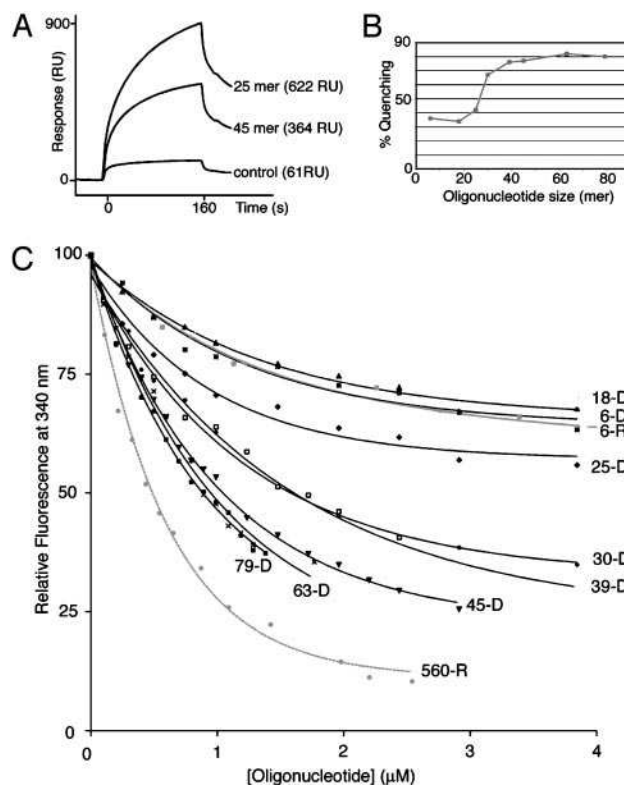 A
900
Response (RU)
0
0
160
Time (s)
25 mer (622 RU)
45 mer (364 RU)
control (61RU)
B
90
50
0
% Quenching
0
20
40
60
80
Oligonucleotide size (mer)
C
100
75
50
25
0
Relative Fluorescence at 340 nm
18-D
6-D
6-R
25-D
30-D
39-D
45-D
63-D
79-D
560-R
0
1
2
3
4
[Oligonucleotide] (μM)